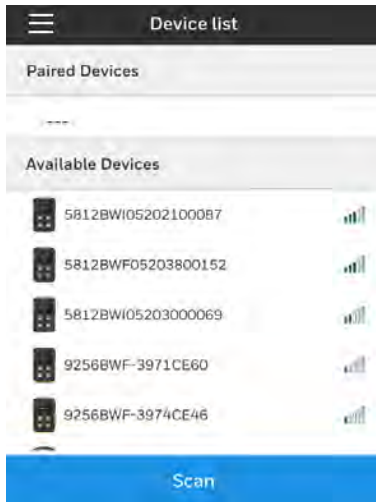 Device list
Paired Devices
---
Available Devices
5812BWI05202100087
5812BWF05203800152
5812BWI05203000069
9256BWF-3971CE60
9256BWF-3974CE46
Scan